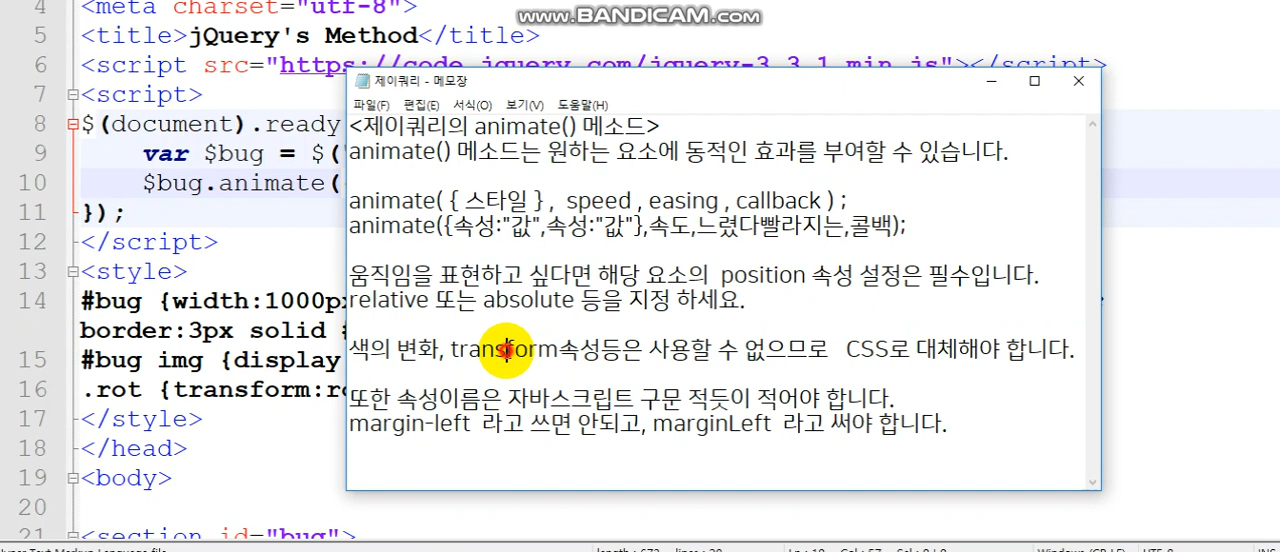 www.BANDICAM.com
4 <meta charset="utf-8">
5 <title>jQuery's Method</title>
6 <script src="https://code.jquery.com/jquery-3.3.1.min.js"></script>
7 <script>
8 $(document).ready
9 var $bug = $(
10 $bug.animate(
11 });
12 </script>
13 <style>
14 #bug {width:1000px
border:3px solid #
15 #bug img {display
16 .rot {transform:ro
17 </style>
18 </head>
19 <body>
20
21 <section id="bug">
제이쿼리 - 메모장
파일(F) 편집(E) 서식(O) 보기(V) 도움말(H)
<제이쿼리의 animate() 메소드>
animate() 메소드는 원하는 요소에 동적인 효과를 부여할 수 있습니다.
animate( { 스타일 } , speed , easing , callback ) ;
animate({속성:"값",속성:"값"},속도,느렸다빨라지는,콜백);
움직임을 표현하고 싶다면 해당 요소의 position 속성 설정은 필수입니다.
relative 또는 absolute 등을 지정 하세요.
색의 변화, transform속성등은 사용할 수 없으므로 CSS로 대체해야 합니다.
또한 속성이름은 자바스크립트 구문 적듯이 적어야 합니다.
margin-left 라고 쓰면 안되고, marginLeft 라고 써야 합니다.